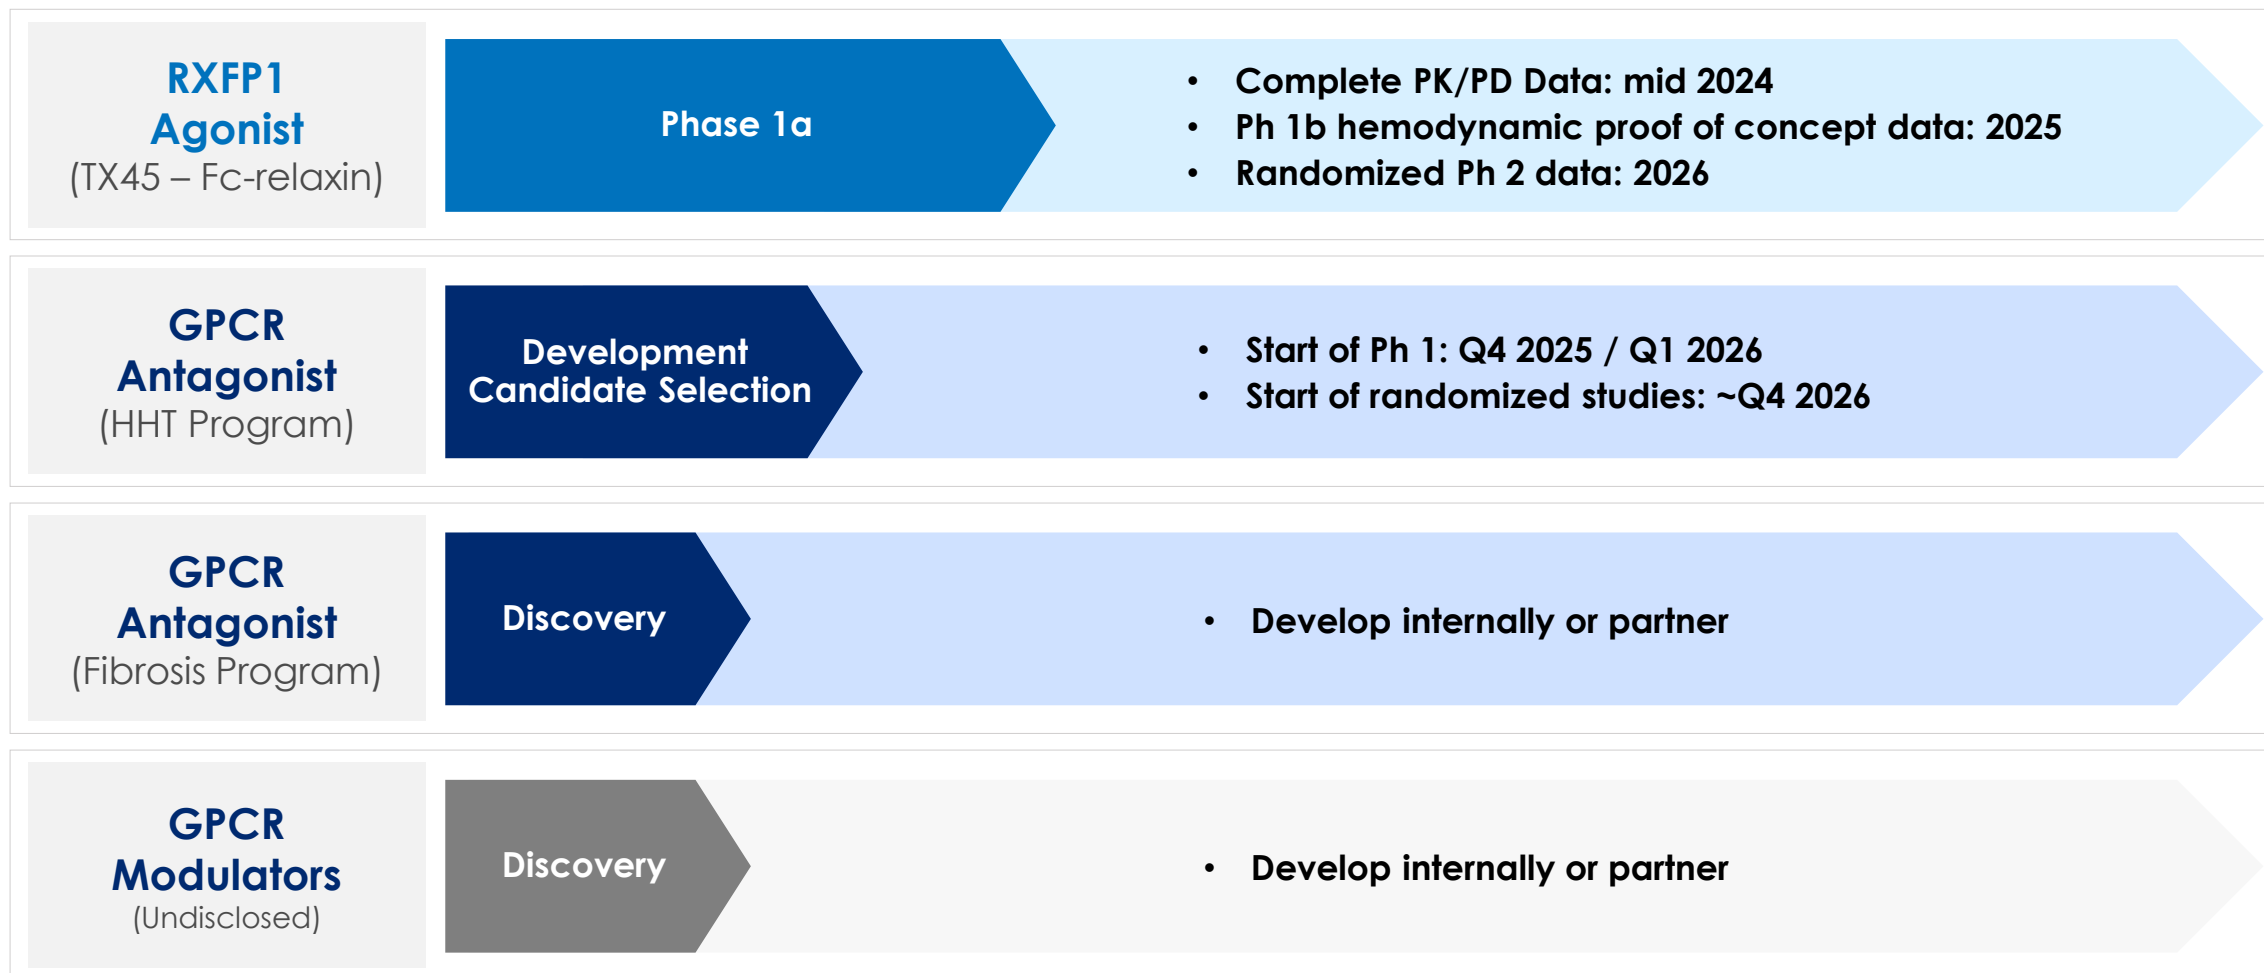 RXFP1
Agonist
(TX45 – Fc-relaxin)
Phase 1a
• Complete PK/PD Data: mid 2024
• Ph 1b hemodynamic proof of concept data: 2025
• Randomized Ph 2 data: 2026
GPCR
Antagonist
(HHT Program)
Development
Candidate Selection
• Start of Ph 1: Q4 2025 / Q1 2026
• Start of randomized studies: ~Q4 2026
GPCR
Antagonist
(Fibrosis Program)
Discovery
• Develop internally or partner
GPCR
Modulators
(Undisclosed)
Discovery
• Develop internally or partner